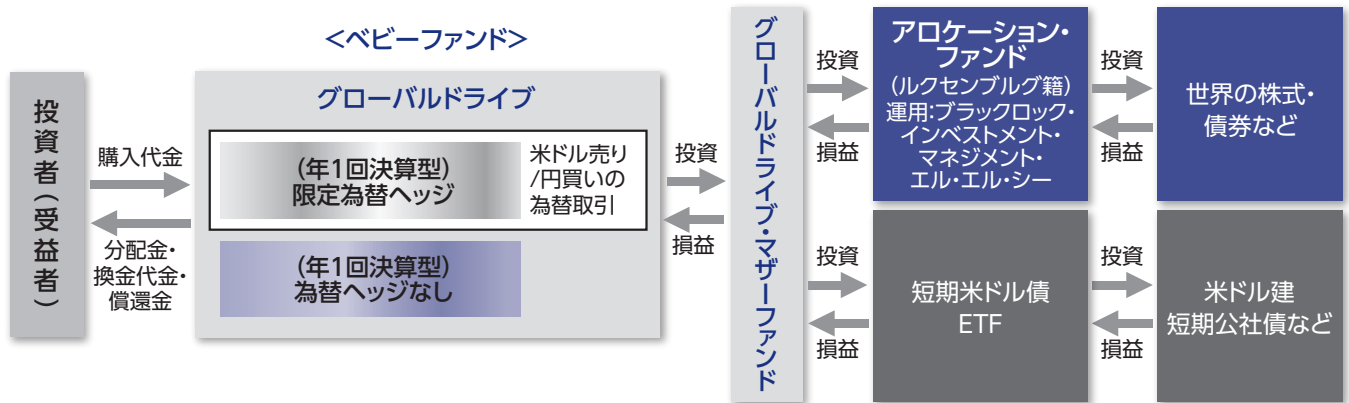 投資者(受益者)
購入代金
分配金・
換金代金・
償還金
<ベビーファンド>
グローバルドライブ
(年1回決算型)
限定為替ヘッジ
米ドル売り
/円買いの
為替取引
(年1回決算型)
為替ヘッジなし
投資
損益
グローバルドライブ・マザーファンド
投資
損益
アロケーション・
ファンド
(ルクセンブルグ籍)
運用:ブラックロック・
インベストメント・
マネジメント・
エル・エル・シー
投資
損益
世界の株式・
債券など
投資
損益
短期米ドル債
ETF
投資
損益
米ドル建
短期公社債など